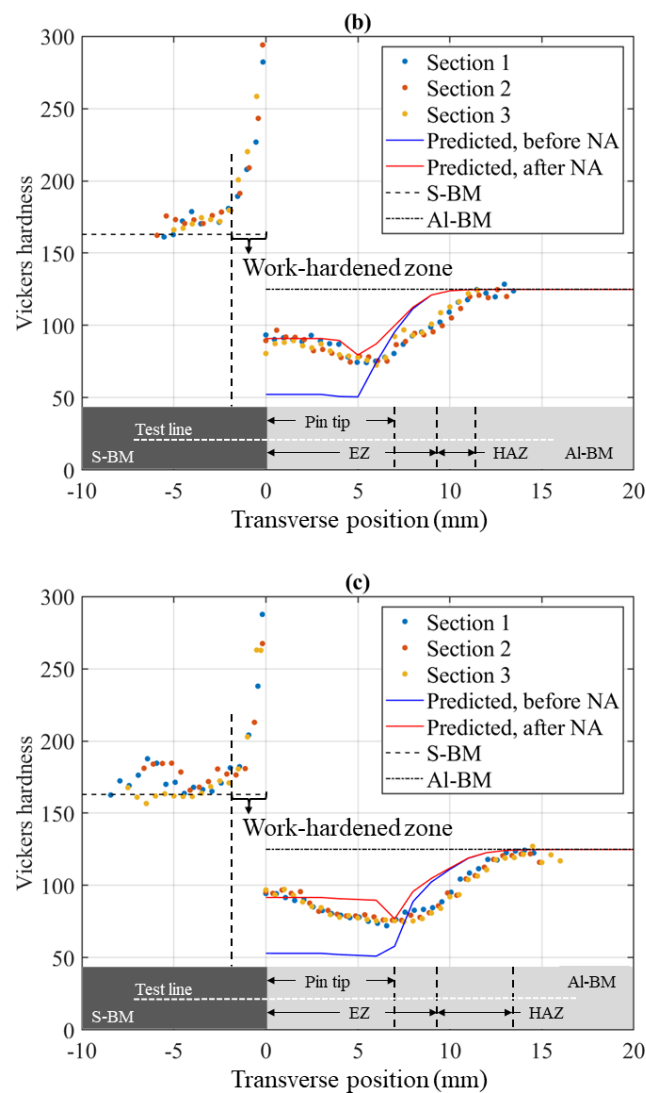 (b)
300
250
200
150
100
50
0
Vickers hardness
Section 1
Section 2
Section 3
Predicted, before NA
Predicted, after NA
S-BM
Al-BM
Work-hardened zone
Pin tip
Test line
EZ
HAZ
S-BM
Al-BM
-10 -5 0 5 10 15 20
Transverse position (mm)
(c)
300
250
200
150
100
50
0
Vickers hardness
Section 1
Section 2
Section 3
Predicted, before NA
Predicted, after NA
S-BM
Al-BM
Work-hardened zone
Pin tip
Al-BM
Test line
EZ
HAZ
S-BM
-10 -5 0 5 10 15 20
Transverse position (mm)